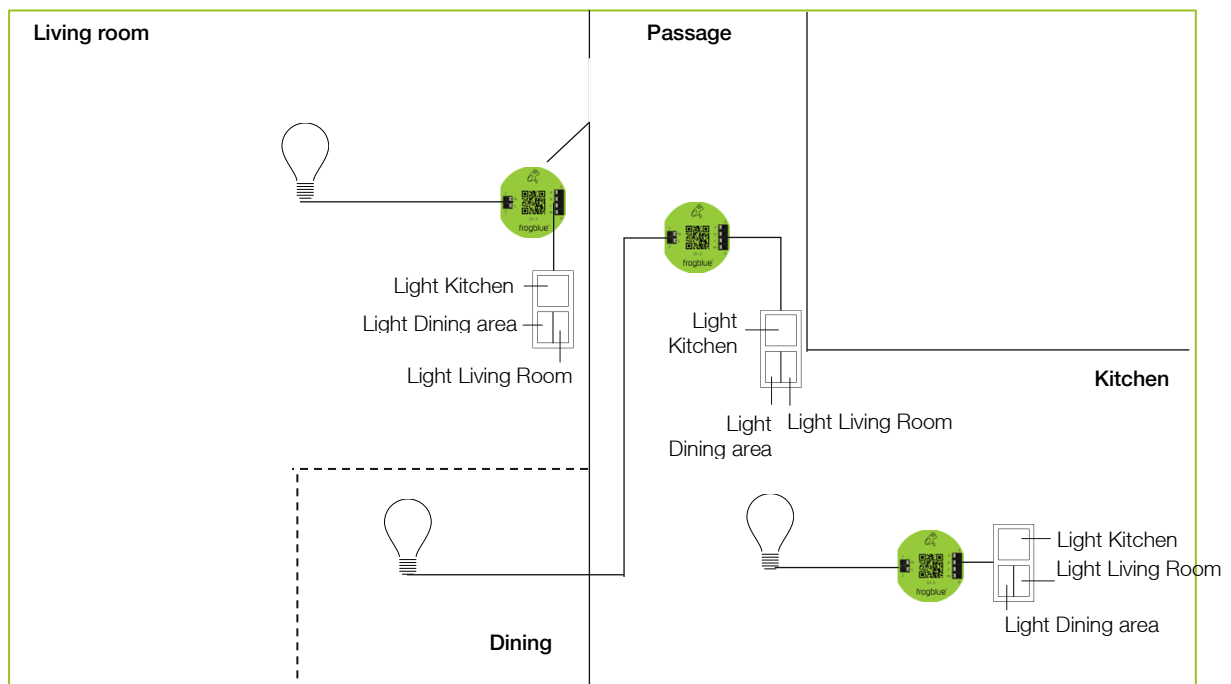 Living room
Passage
frogblue
Light Kitchen
Light Dining area
Light Living Room
frogblue
Light
Kitchen
Light
Dining area
Light Living Room
Kitchen
Dining
frogblue
Light Kitchen
Light Living Room
Light Dining area